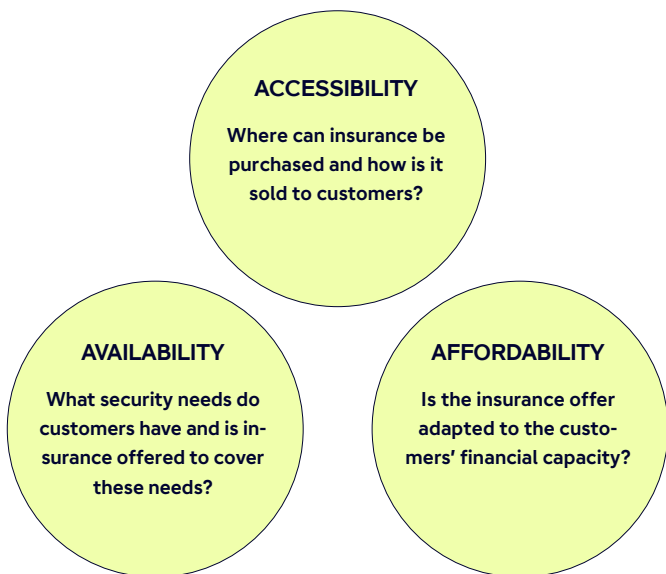 ACCESSIBILITY
Where can insurance be
purchased and how is it
sold to customers?
AVAILABILITY
What security needs do
customers have and is in-
surance offered to cover
these needs?
AFFORDABILITY
Is the insurance offer
adapted to the custo-
mers’ financial capacity?